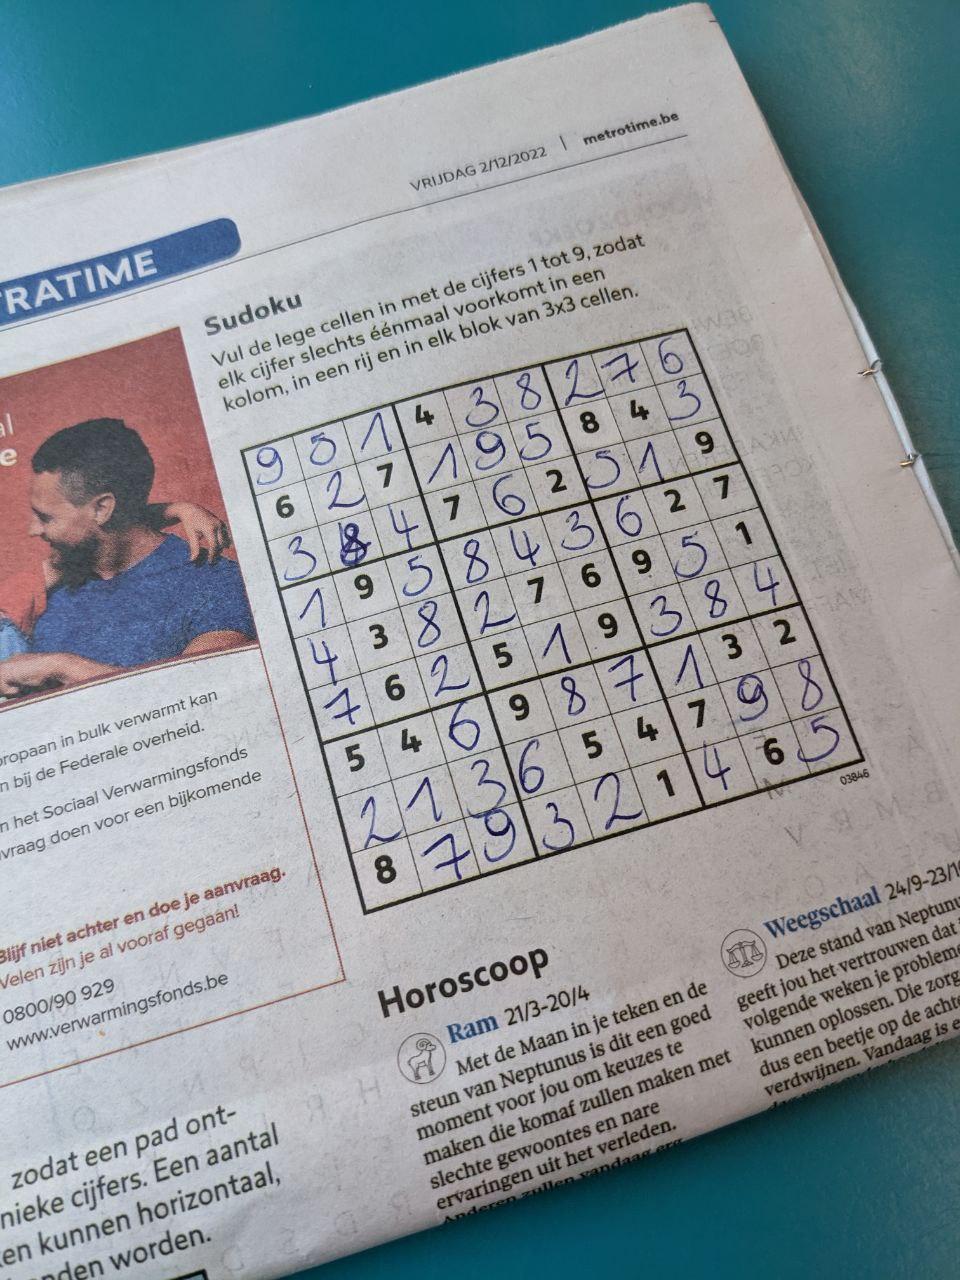 VRIJDAG 2/12/2022 | metrotime.be
TRATIME
Sudoku
Vul de lege cellen in met de cijfers 1 tot 9, zodat
elk cijfer slechts éénmaal voorkomt in een
kolom, in een rij en in elk blok van 3x3 cellen.
9 5 1 4 3 8 2 7 6
6 2 7 1 9 5 8 4 3
3 8 4 7 6 2 5 1 9
1 9 5 8 4 3 6 2 7
4 3 8 2 7 6 9 5 1
7 6 2 5 1 9 3 8 4
5 4 6 9 8 7 1 3 2
2 1 3 6 5 4 7 9 8
8 7 9 3 2 1 4 6 5
03846
al
e
propaan in bulk verwarmt kan
n bij de Federale overheid.
n het Sociaal Verwarmingsfonds
vraag doen voor een bijkomende
Blijf niet achter en doe je aanvraag.
Velen zijn je al vooraf gegaan!
0800/90 929
www.verwarmingsfonds.be
zodat een pad ont-
nieke cijfers. Een aantal
en kunnen horizontaal,
nden worden.
Horoscoop
Ram 21/3-20/4
Met de Maan in je teken en de
steun van Neptunus is dit een goed
moment voor jou om keuzes te
maken die komaf zullen maken met
slechte gewoontes en nare
ervaringen uit het verleden.
Anderen zullen vandaag erg
Weegschaal 24/9-23/10
Deze stand van Neptunu
geeft jou het vertrouwen dat
volgende weken je probleme
kunnen oplossen. Die zorg
dus een beetje op de achte
verdwijnen. Vandaag is e